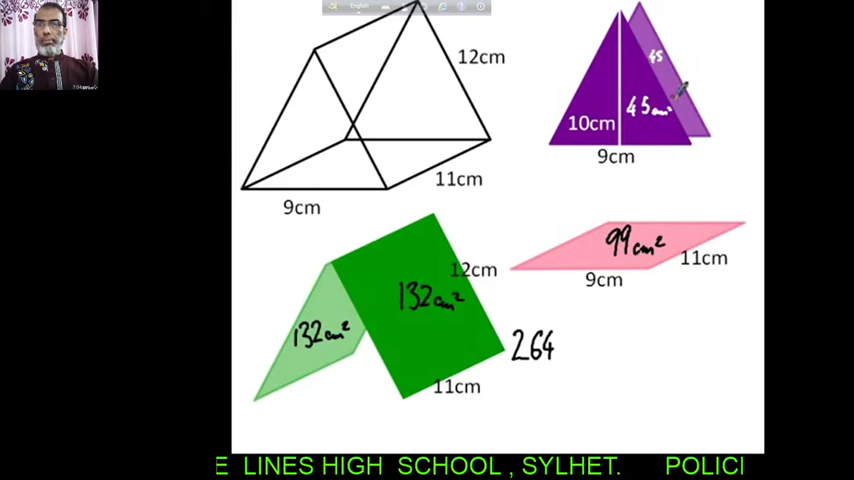 English
12cm
11cm
9cm
45
10cm
45cm²
9cm
99cm²
11cm
9cm
12cm
132cm²
132cm²
264
11cm
E LINES HIGH SCHOOL , SYLHET. POLICI